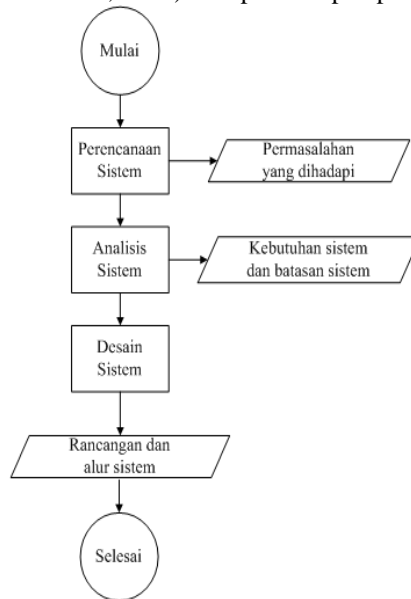 Mulai
Perencanaan
Sistem
Permasalahan
yang dihadapi
Analisis
Sistem
Kebutuhan sistem
dan batasan sistem
Desain
Sistem
Rancangan dan
alur sistem
Selesai